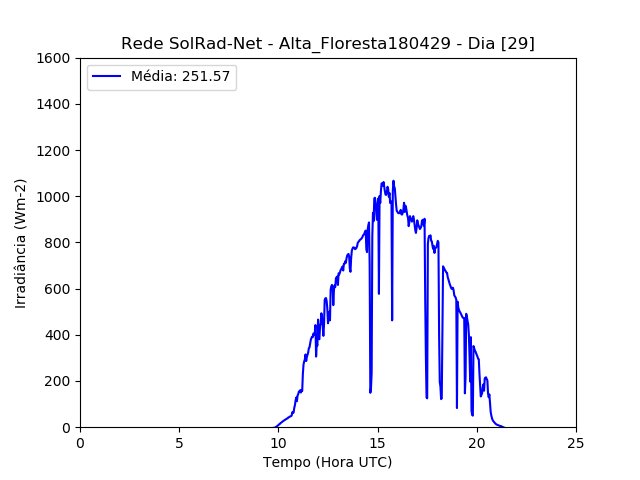 Rede SolRad-Net - Alta_Floresta180429 - Dia [29]
Média: 251.57
1600
1400
1200
1000
800
600
400
200
0
Irradiância (Wm-2)
0 5 10 15 20 25
Tempo (Hora UTC)